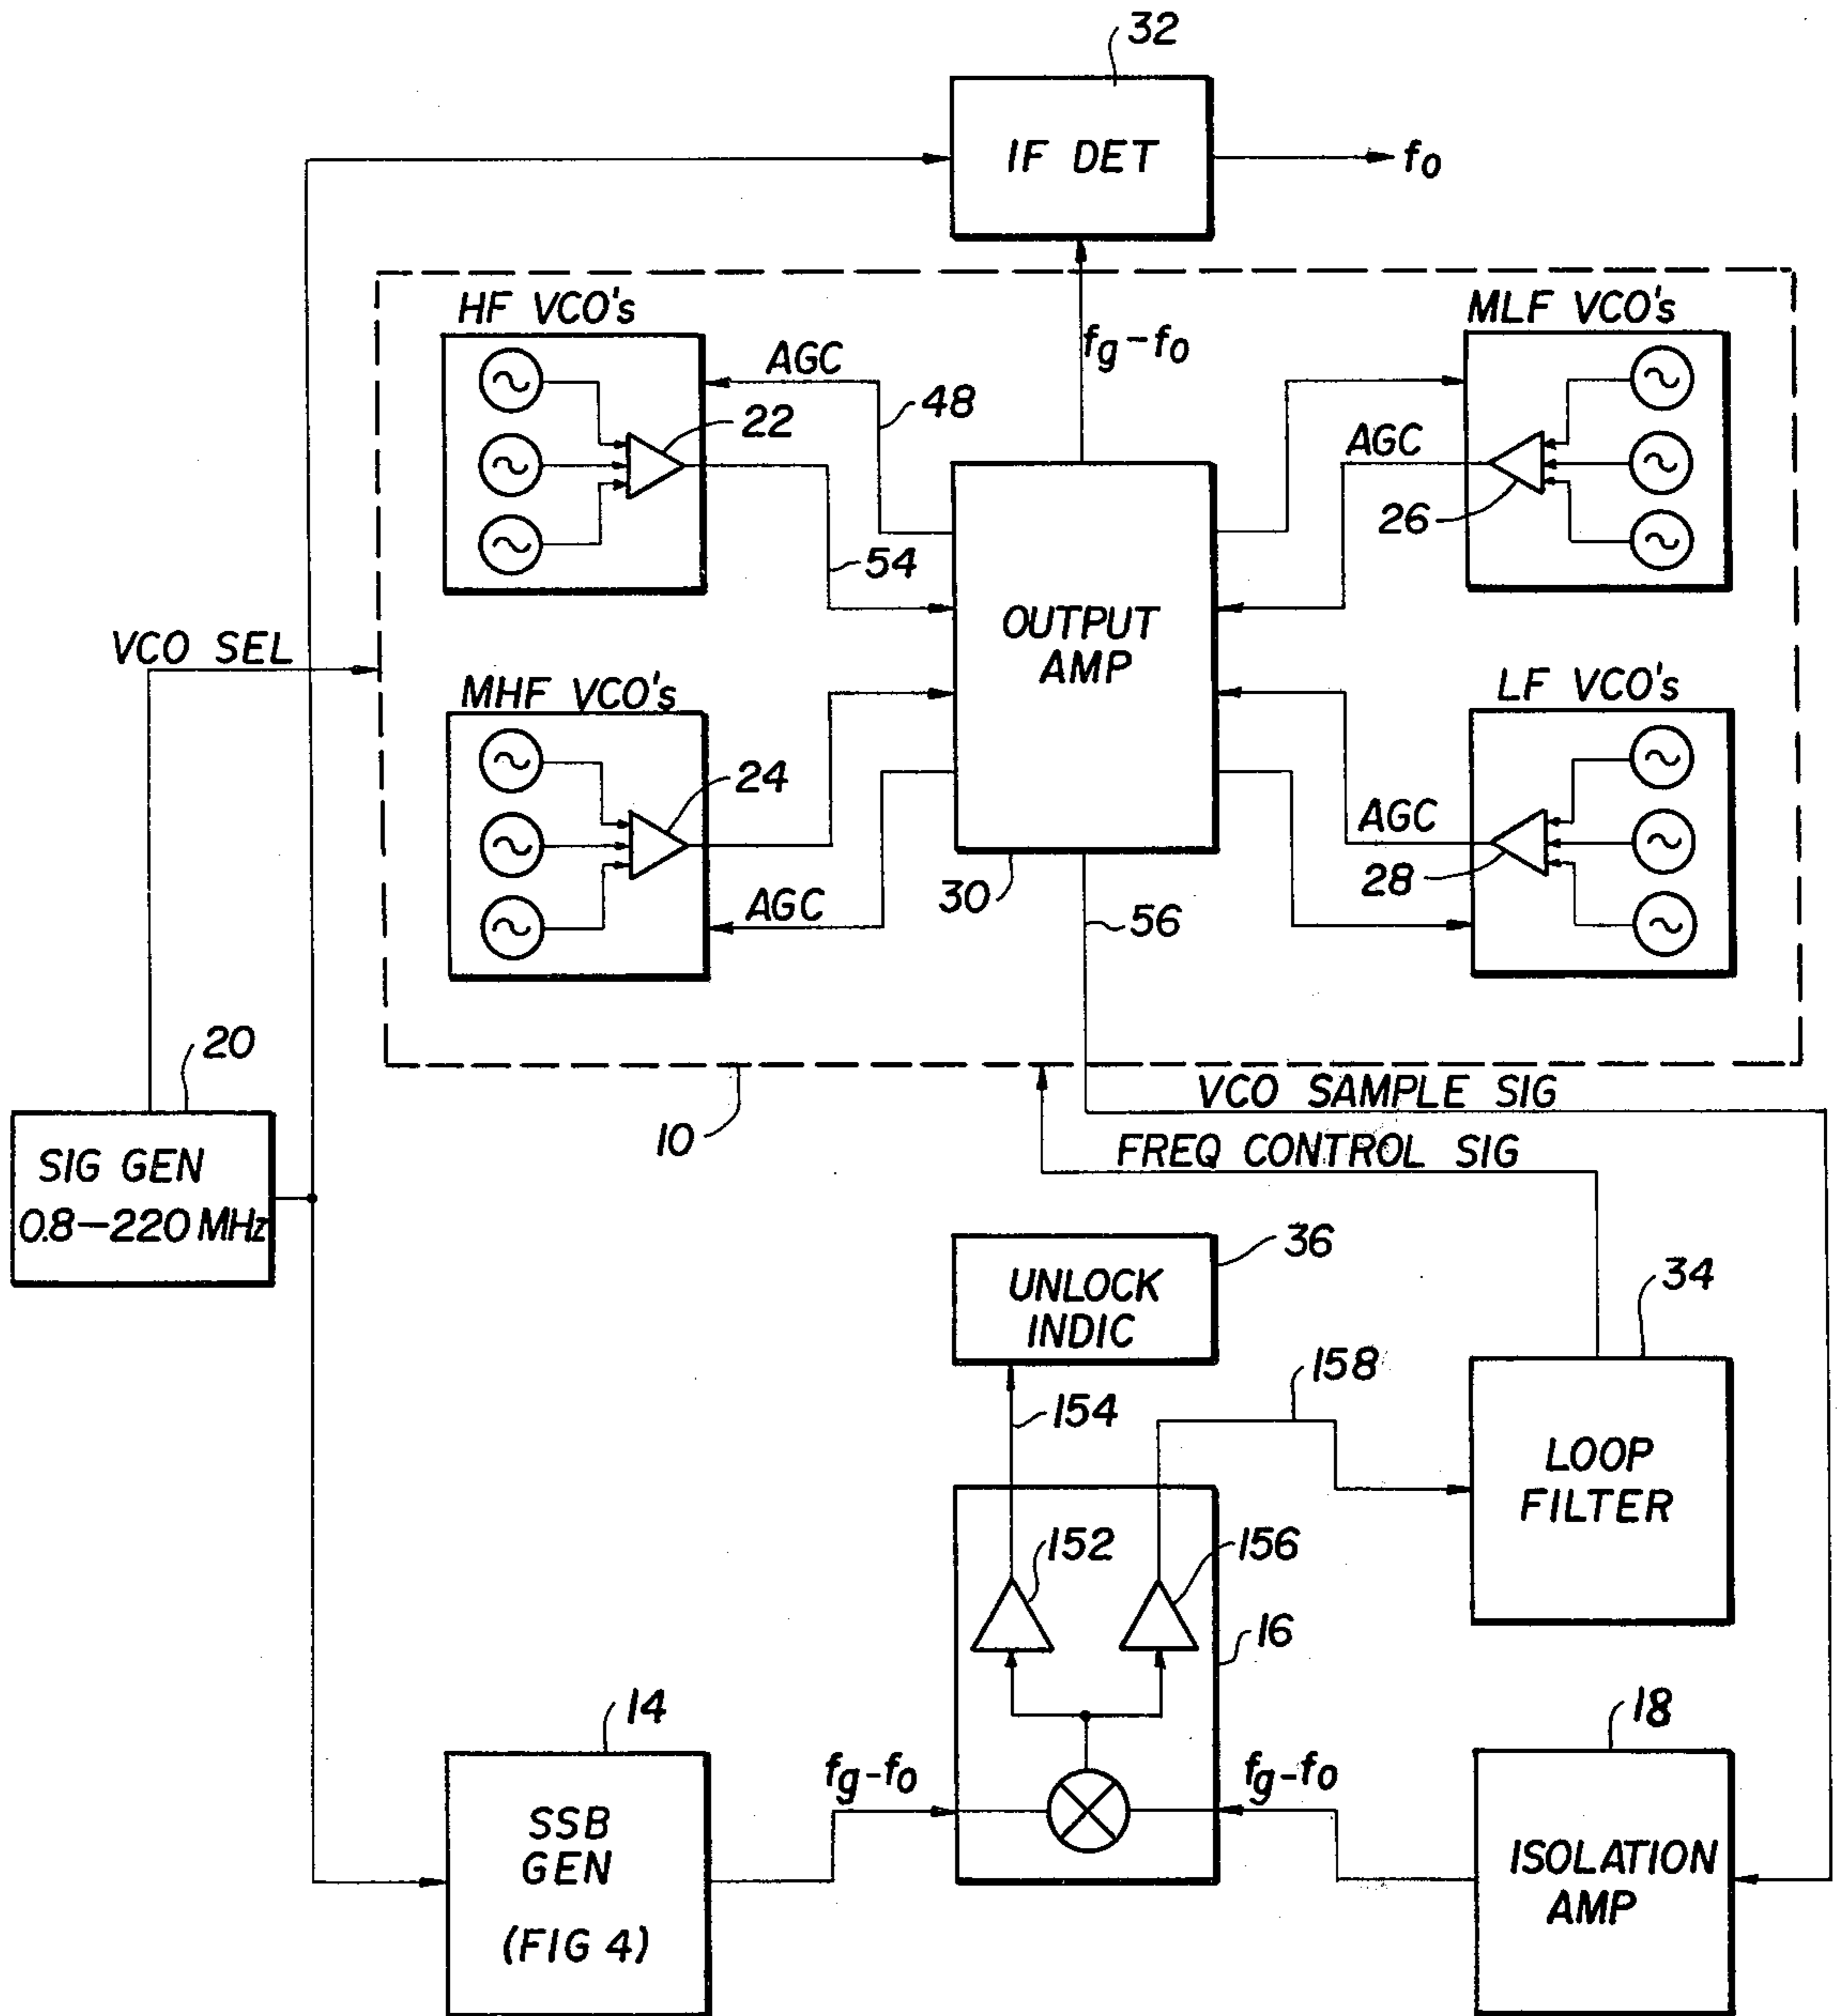 32
IF DET
f0
HF VCO's
MLF VCO's
AGC
fg-f0
48
22
AGC
26
54
OUTPUT
AMP
VCO SEL
MHF VCO's
LF VCO's
24
AGC
28
30
AGC
56
20
VCO SAMPLE SIG
10
SIG GEN
0.8-220 MHz
FREQ CONTROL SIG
36
UNLOCK
INDIC
34
158
154
LOOP
FILTER
152
156
16
14
18
fg-f0
fg-f0
SSB
GEN
(FIG 4)
ISOLATION
AMP